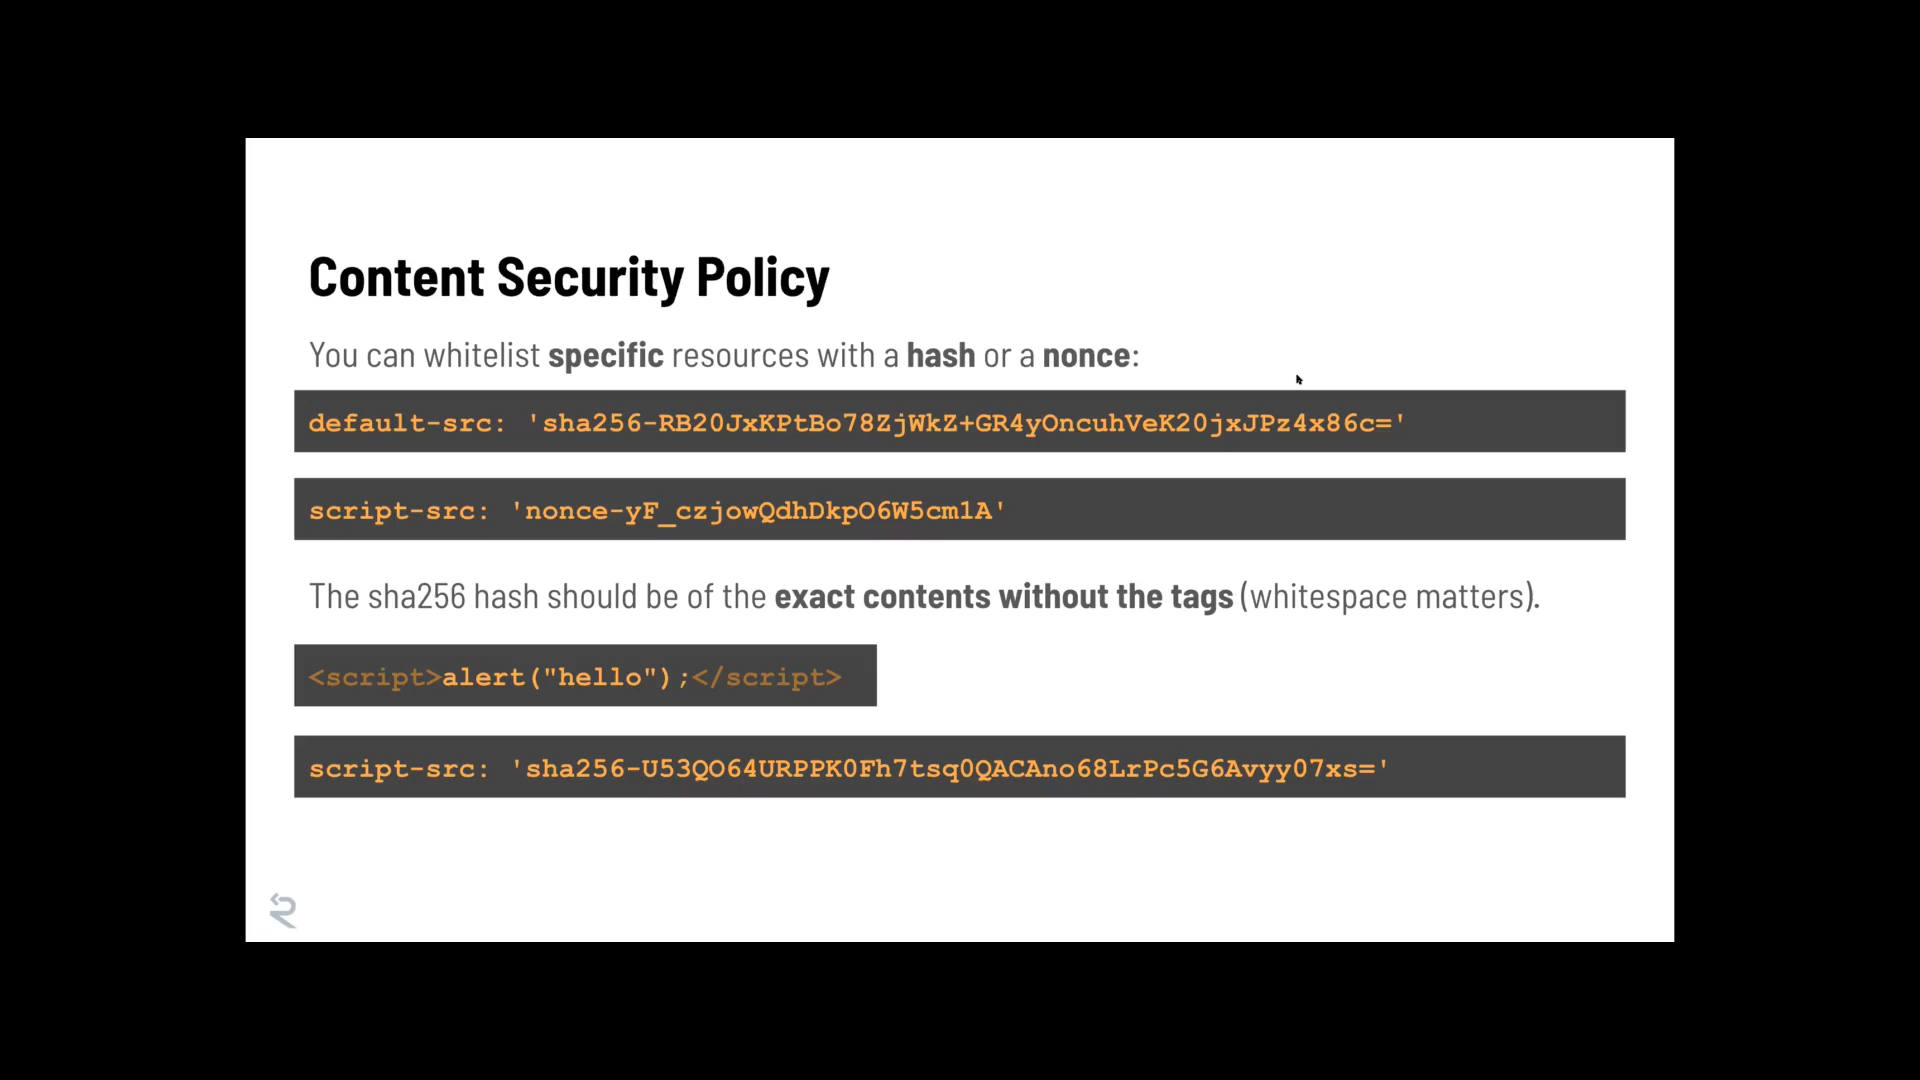 Content Security Policy
You can whitelist specific resources with a hash or a nonce:
default-src: 'sha256-RB20JxKPtBo78ZjWkZ+GR4yOncuhVeK20jxJPz4x86c='
script-src: 'nonce-yF_czjowQdhDkpO6W5cm1A'
The sha256 hash should be of the exact contents without the tags (whitespace matters).
<script>alert("hello");</script>
script-src: 'sha256-U53QO64URPPK0Fh7tsq0QACAno68LrPc5G6Avyy07xs='